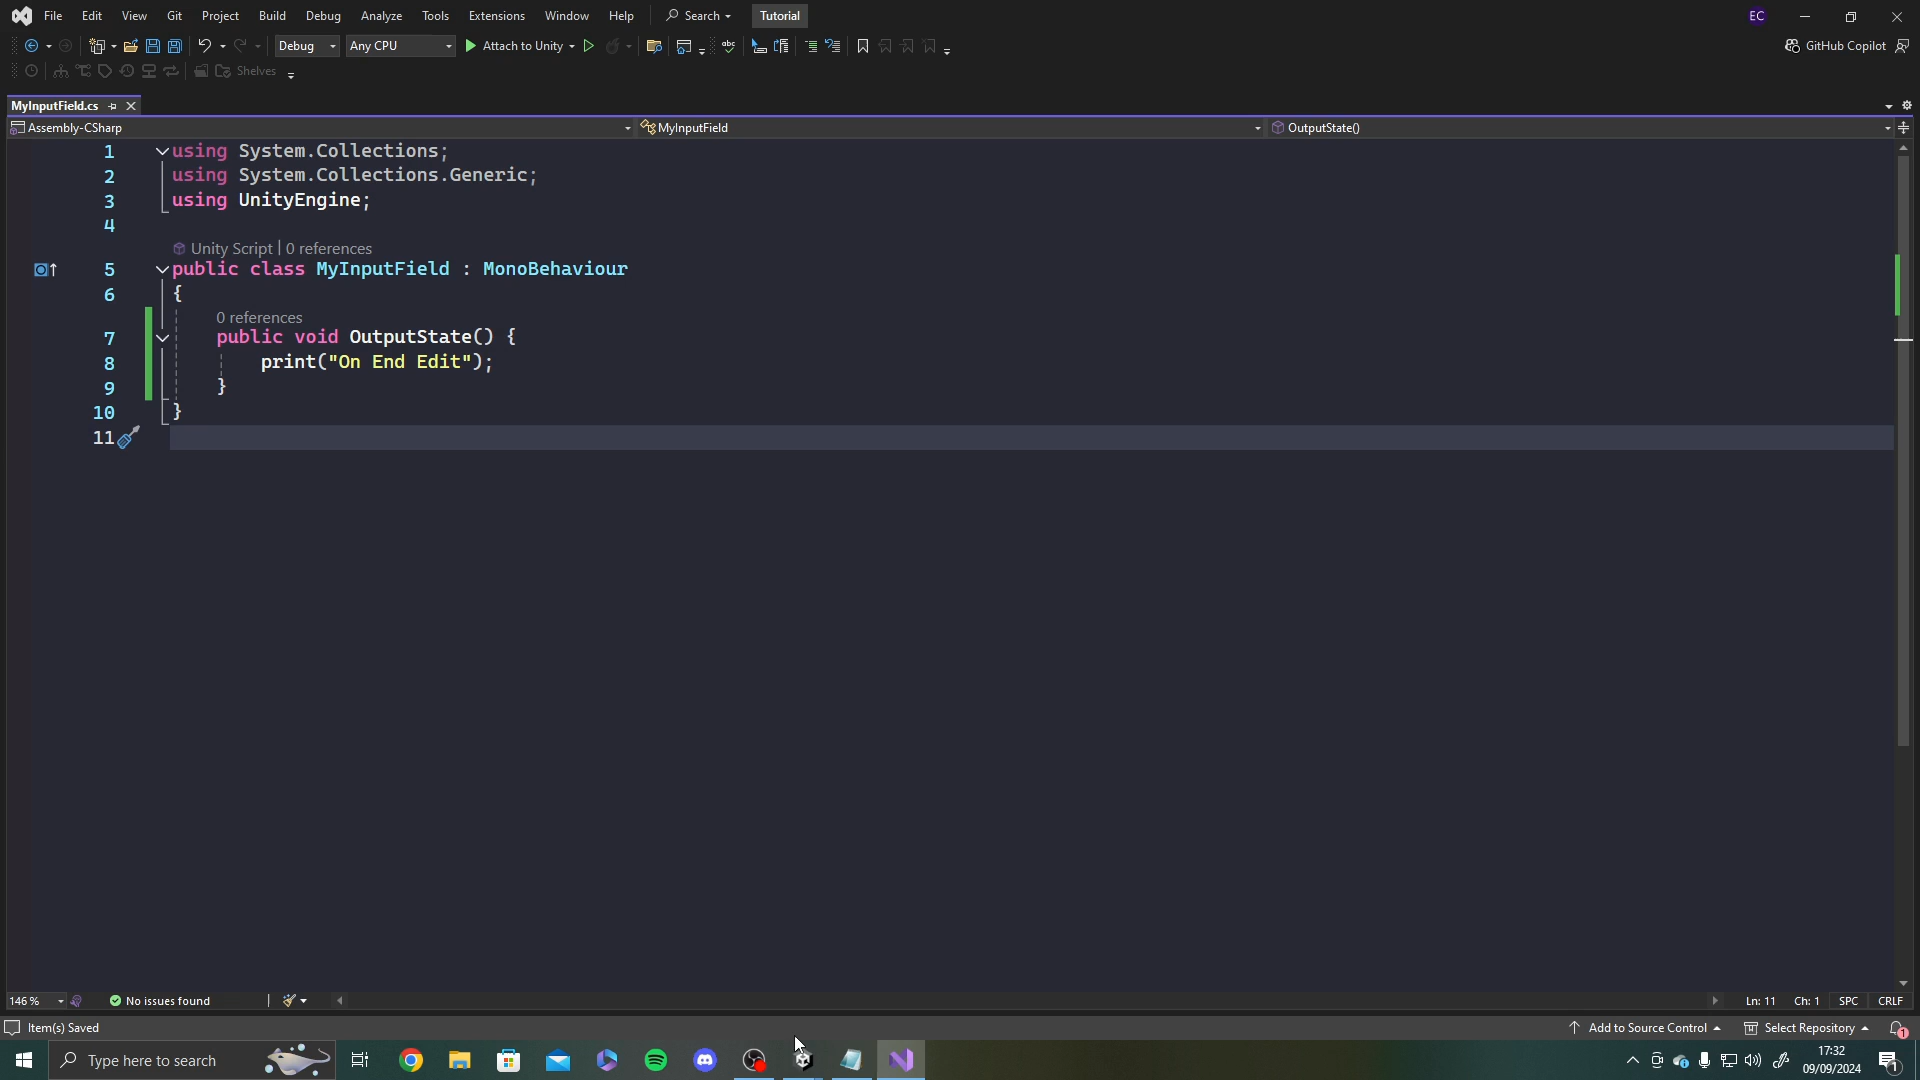 File Edit View Git Project Build Debug Analyze Tools Extensions Window Help Search Tutorial EC
Debug Any CPU Attach to Unity abc GitHub Copilot
Shelves
MyInputField.cs
Assembly-CSharp MyInputField OutputState()
1 using System.Collections;
2 using System.Collections.Generic;
3 using UnityEngine;
4
Unity Script | 0 references
5 public class MyInputField : MonoBehaviour
6 {
0 references
7 public void OutputState() {
8 print("On End Edit");
9 }
10 }
11
146 % No issues found Ln: 11 Ch: 1 SPC CRLF
Item(s) Saved Add to Source Control Select Repository 1
Type here to search 17:32
09/09/2024 1